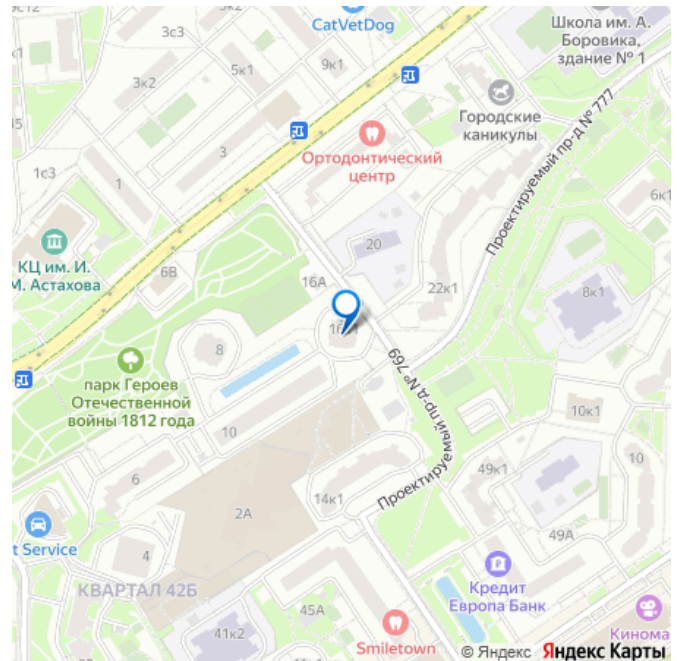 3с12
3с3
CatVetDog
Школа им. А.
Боровика,
здание № 1
3к2
5к1
9к1
15
Городские
каникулы
3
Ортодонтический
центр
1с3
1
Проектируемый пр-д № 777
6к1
20
КЦ им. И.
М. Астахова
6В
16А
22к1
8к1
8
парк Героев
Отечественной
войны 1812 года
Проектируемый пр-д № 769
10к1
10
49к1
10
6
14к1
2А
49А
t Service
4
КВАРТАЛ 42Б
Кредит
Европа Банк
45А
41к2
Smiletown
Кинома
© Яндекс Яндекс Карты